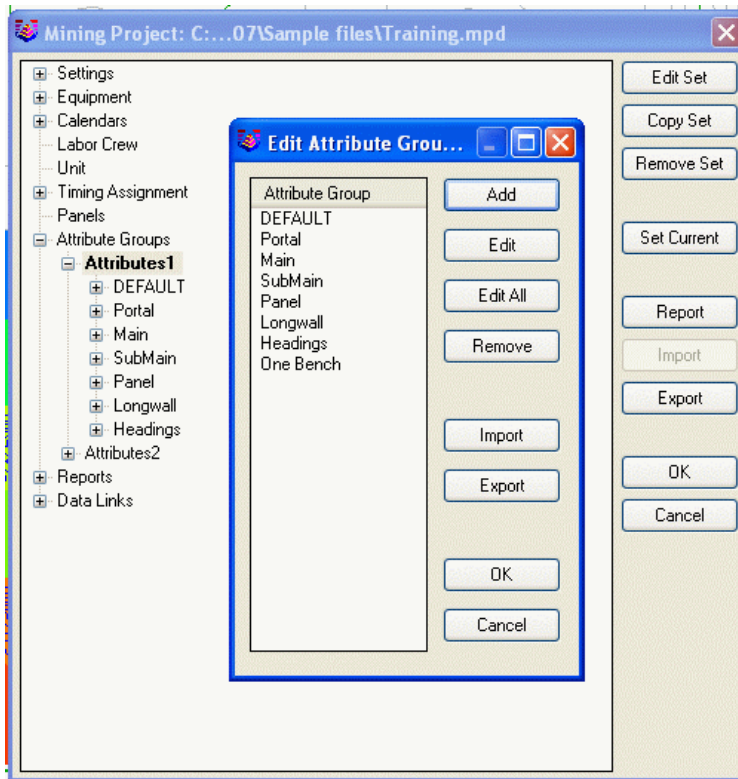 Mining Project: C:...07\Sample files\Training.mpd
Settings
Equipment
Calendars
Labor Crew
Unit
Timing Assignment
Panels
Attribute Groups
Attributes1
DEFAULT
Portal
Main
SubMain
Panel
Longwall
Headings
Attributes2
Reports
Data Links
Edit Attribute Grou...
Attribute Group
DEFAULT
Portal
Main
SubMain
Panel
Longwall
Headings
One Bench
Add
Edit
Edit All
Remove
Import
Export
OK
Cancel
Edit Set
Copy Set
Remove Set
Set Current
Report
Import
Export
OK
Cancel